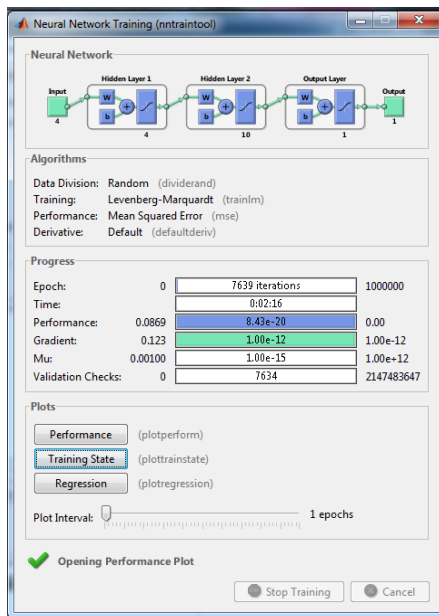 Neural Network Training (nntraintool)
Neural Network
Hidden Layer 1 Hidden Layer 2 Output Layer
Input W b + W b + W b + Output
4 4 10 1 1
Algorithms
Data Division: Random (dividerand)
Training: Levenberg-Marquardt (trainlm)
Performance: Mean Squared Error (mse)
Derivative: Default (defaultderiv)
Progress
Epoch: 0 7639 iterations 1000000
Time: 0:02:16
Performance: 0.0869 8.43e-20 0.00
Gradient: 0.123 1.00e-12 1.00e-12
Mu: 0.00100 1.00e-15 1.00e+12
Validation Checks: 0 7634 2147483647
Plots
Performance (plotperform)
Training State (plottrainstate)
Regression (plotregression)
Plot Interval: 1 epochs
Opening Performance Plot
Stop Training Cancel